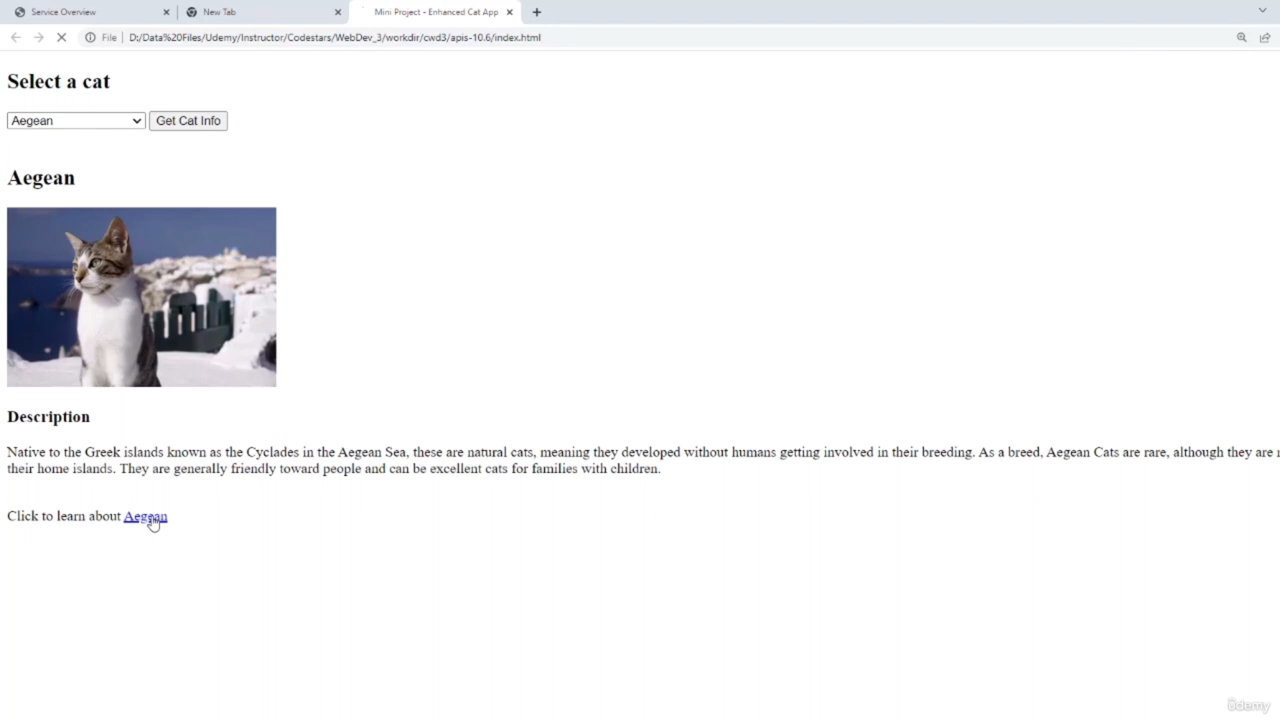 Service Overview
New Tab
Mini Project - Enhanced Cat App
File
D:/Data%20Files/Udemy/Instructor/Codestars/WebDev_3/workdir/cwd3/apis-10.6/index.html
Select a cat
Aegean
Get Cat Info
Aegean
Description
Native to the Greek islands known as the Cyclades in the Aegean Sea, these are natural cats, meaning they developed without humans getting involved in their breeding. As a breed, Aegean Cats are rare, although they are
their home islands. They are generally friendly toward people and can be excellent cats for families with children.
Click to learn about Aegean
ûdemy